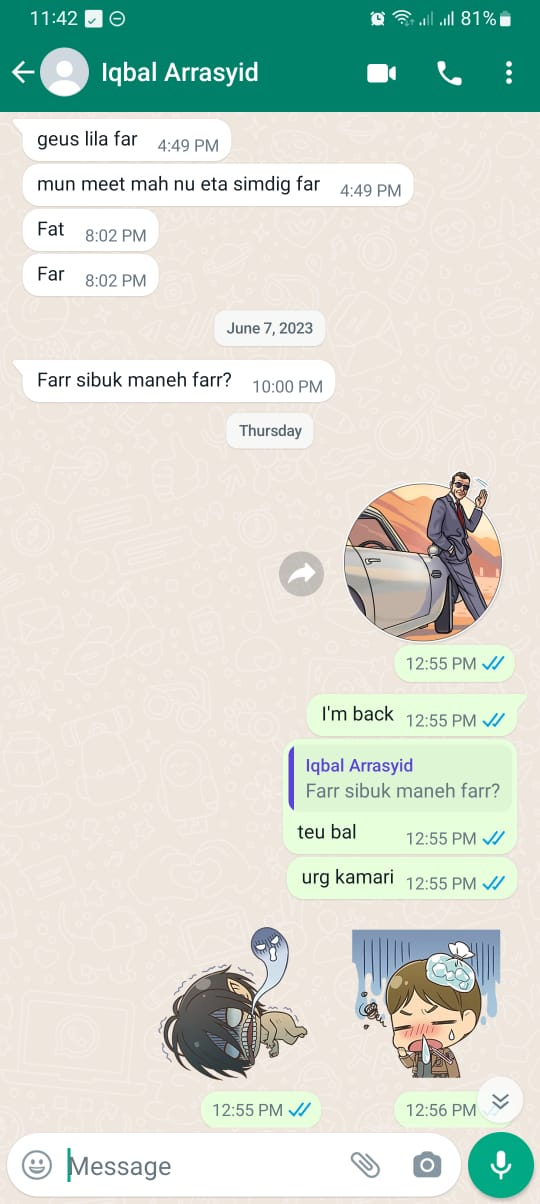 11:42
81%
Iqbal Arrasyid
geus lila far 4:49 PM
mun meet mah nu eta simdig far 4:49 PM
Fat 8:02 PM
Far 8:02 PM
June 7, 2023
Farr sibuk maneh farr? 10:00 PM
Thursday
12:55 PM
I'm back 12:55 PM
Iqbal Arrasyid
Farr sibuk maneh farr?
teu bal 12:55 PM
urg kamari 12:55 PM
12:55 PM
12:56 PM
Message